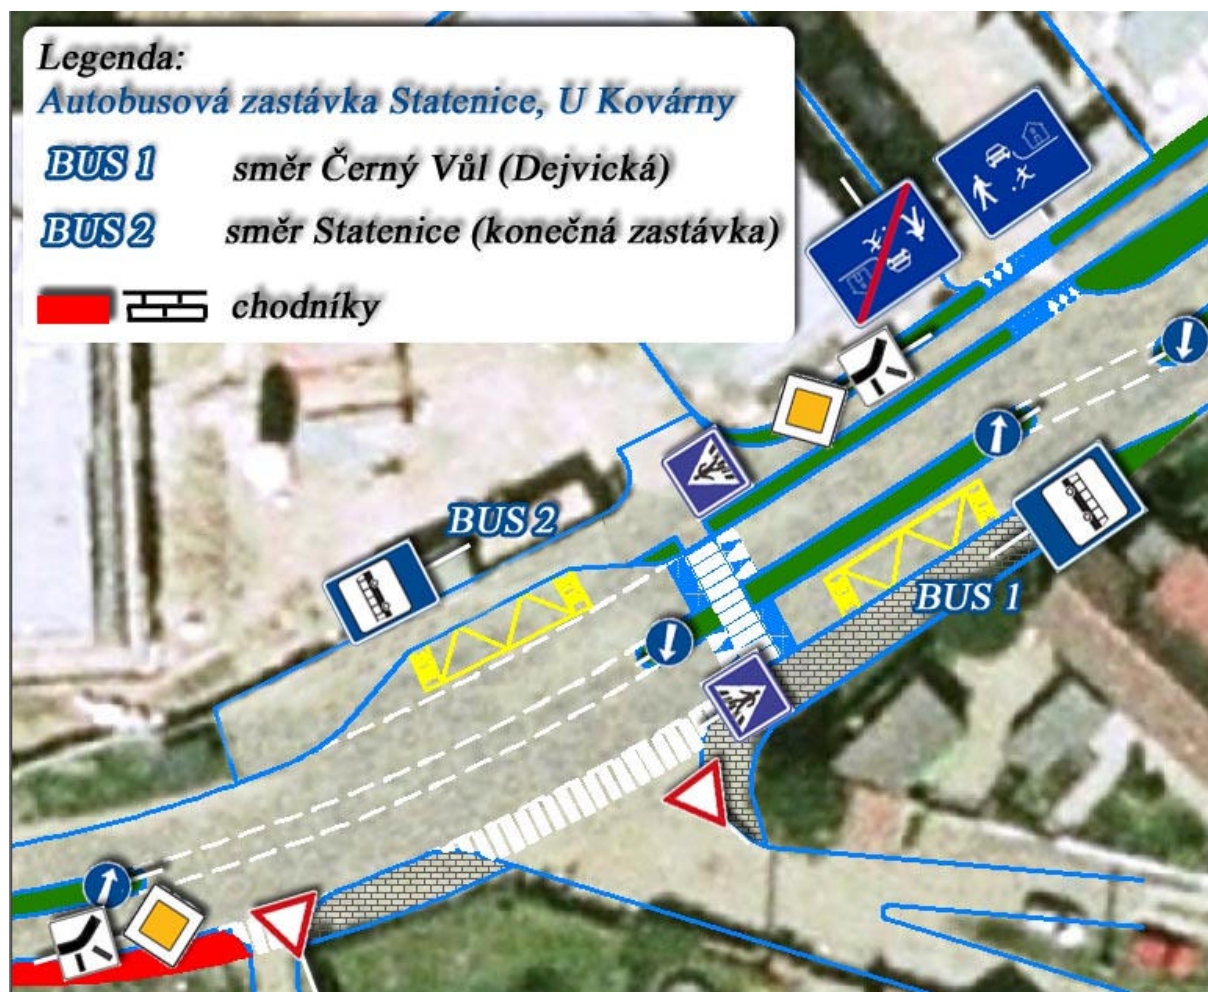 Legenda:
Autobusová zastávka Statenice, U Kovárny
BUS 1 směr Černý Vůl (Dejvická)
BUS 2 směr Statenice (konečná zastávka)
chodníky
BUS 2
BUS 1